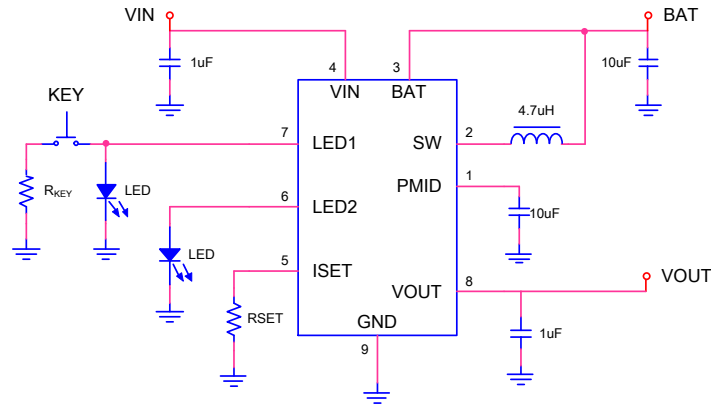 VIN
BAT
1uF
4
3
10uF
VIN
BAT
KEY
4.7uH
7
LED1
SW
2
RKEY
LED
PMID
1
6
LED2
10uF
LED
5
ISET
RSET
VOUT
8
VOUT
GND
9
1uF